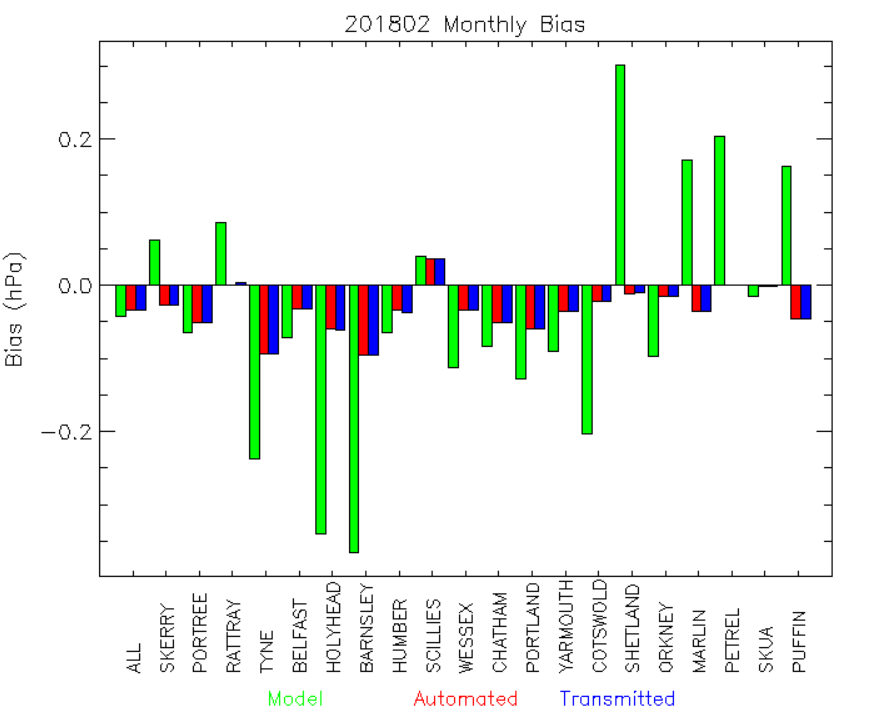 201802 Monthly Bias
Bias (hPa)
0.2
0.0
−0.2
ALL
SKERRY
PORTREE
RATTRAY
TYNE
BELFAST
HOLYHEAD
BARNSLEY
HUMBER
SCILLIES
WESSEX
CHATHAM
PORTLAND
YARMOUTH
COTSWOLD
SHETLAND
ORKNEY
MARLIN
PETREL
SKUA
PUFFIN
Model Automated Transmitted